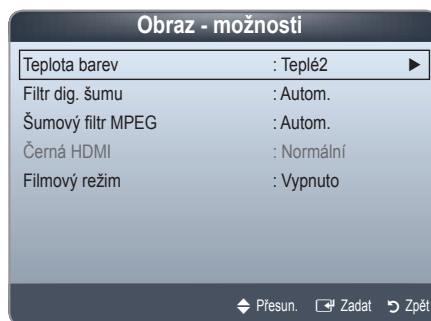 Obraz - možnosti
Teplota barev : Teplé2
Filtr dig. šumu : Autom.
Šumový filtr MPEG : Autom.
Černá HDMI : Normální
Filmový režim : Vypnuto
Přesun. Zadat Zpět